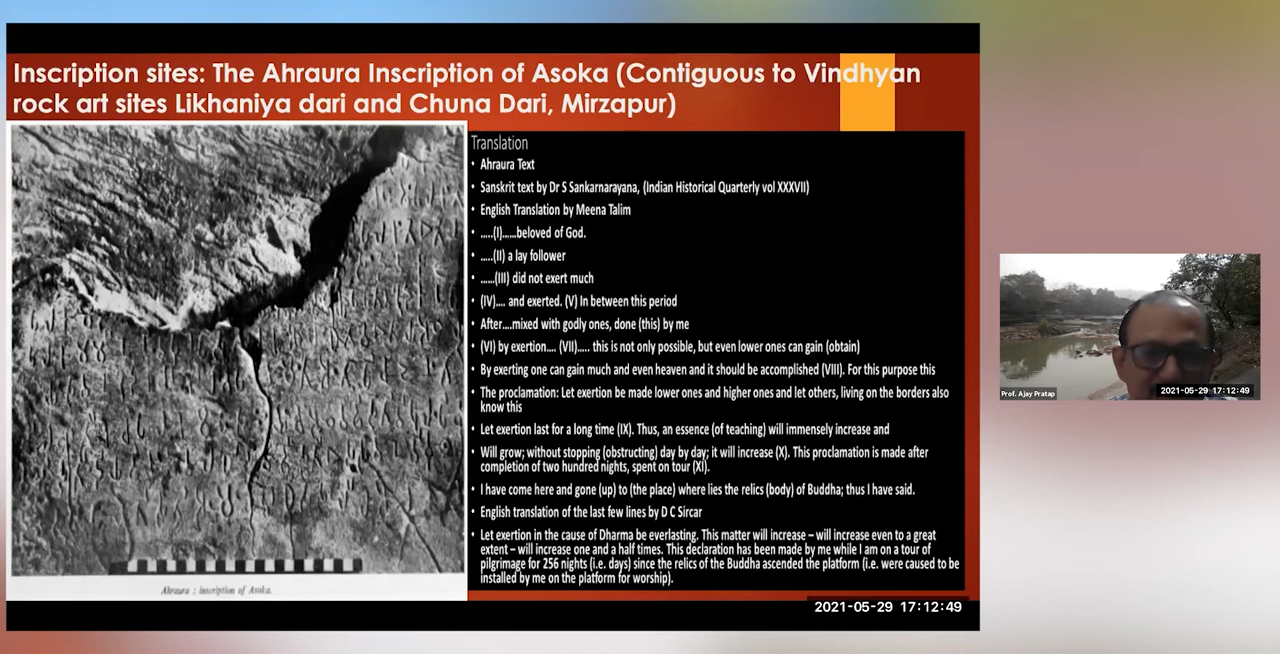 Inscription sites: The Ahraura Inscription of Asoka (Contiguous to Vindhyan
rock art sites Likhaniya dari and Chuna Dari, Mirzapur)
Translation
• Ahraura Text
• Sanskrit text by Dr S Sankarnarayana, (Indian Historical Quarterly vol XXXVII)
• English Translation by Meena Talim
• .....(I)......beloved of God.
• .....(II) a lay follower
• ......(III) did not exert much
• (IV).... and exerted. (V) In between this period
• After....mixed with godly ones, done (this) by me
• (VI) by exertion.... (VII)..... this is not only possible, but even lower ones can gain (obtain)
• By exerting one can gain much and even heaven and it should be accomplished (VIII). For this purpose this
• The proclamation: Let exertion be made lower ones and higher ones and let others, living on the borders also
know this
• Let exertion last for a long time (IX). Thus, an essence (of teaching) will immensely increase and
• Will grow; without stopping (obstructing) day by day; it will increase (X). This proclamation is made after
completion of two hundred nights, spent on tour (XI).
• I have come here and gone (up) to (the place) where lies the relics (body) of Buddha; thus I have said.
• English translation of the last few lines by D C Sircar
• Let exertion in the cause of Dharma be everlasting. This matter will increase – will increase even to a great
extent – will increase one and a half times. This declaration has been made by me while I am on a tour of
pilgrimage for 256 nights (i.e. days) since the relics of the Buddha ascended the platform (i.e. were caused to be
installed by me on the platform for worship).
Ahraura : inscription of Asoka.
2021-05-29 17:12:49
Prof. Ajay Pratap
2021-05-29 17:12:49